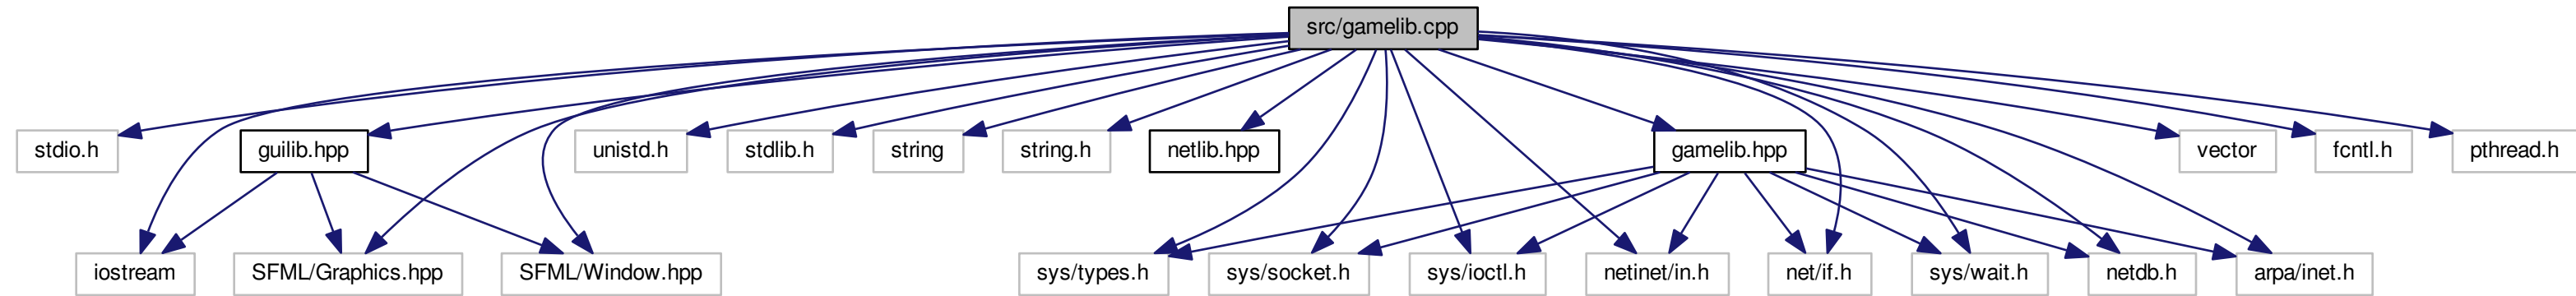 src/gamelib.cpp
stdio.h
guilib.hpp
unistd.h
stdlib.h
string
string.h
netlib.hpp
gamelib.hpp
vector
fcntl.h
pthread.h
iostream
SFML/Graphics.hpp
SFML/Window.hpp
sys/types.h
sys/socket.h
sys/ioctl.h
netinet/in.h
net/if.h
sys/wait.h
netdb.h
arpa/inet.h